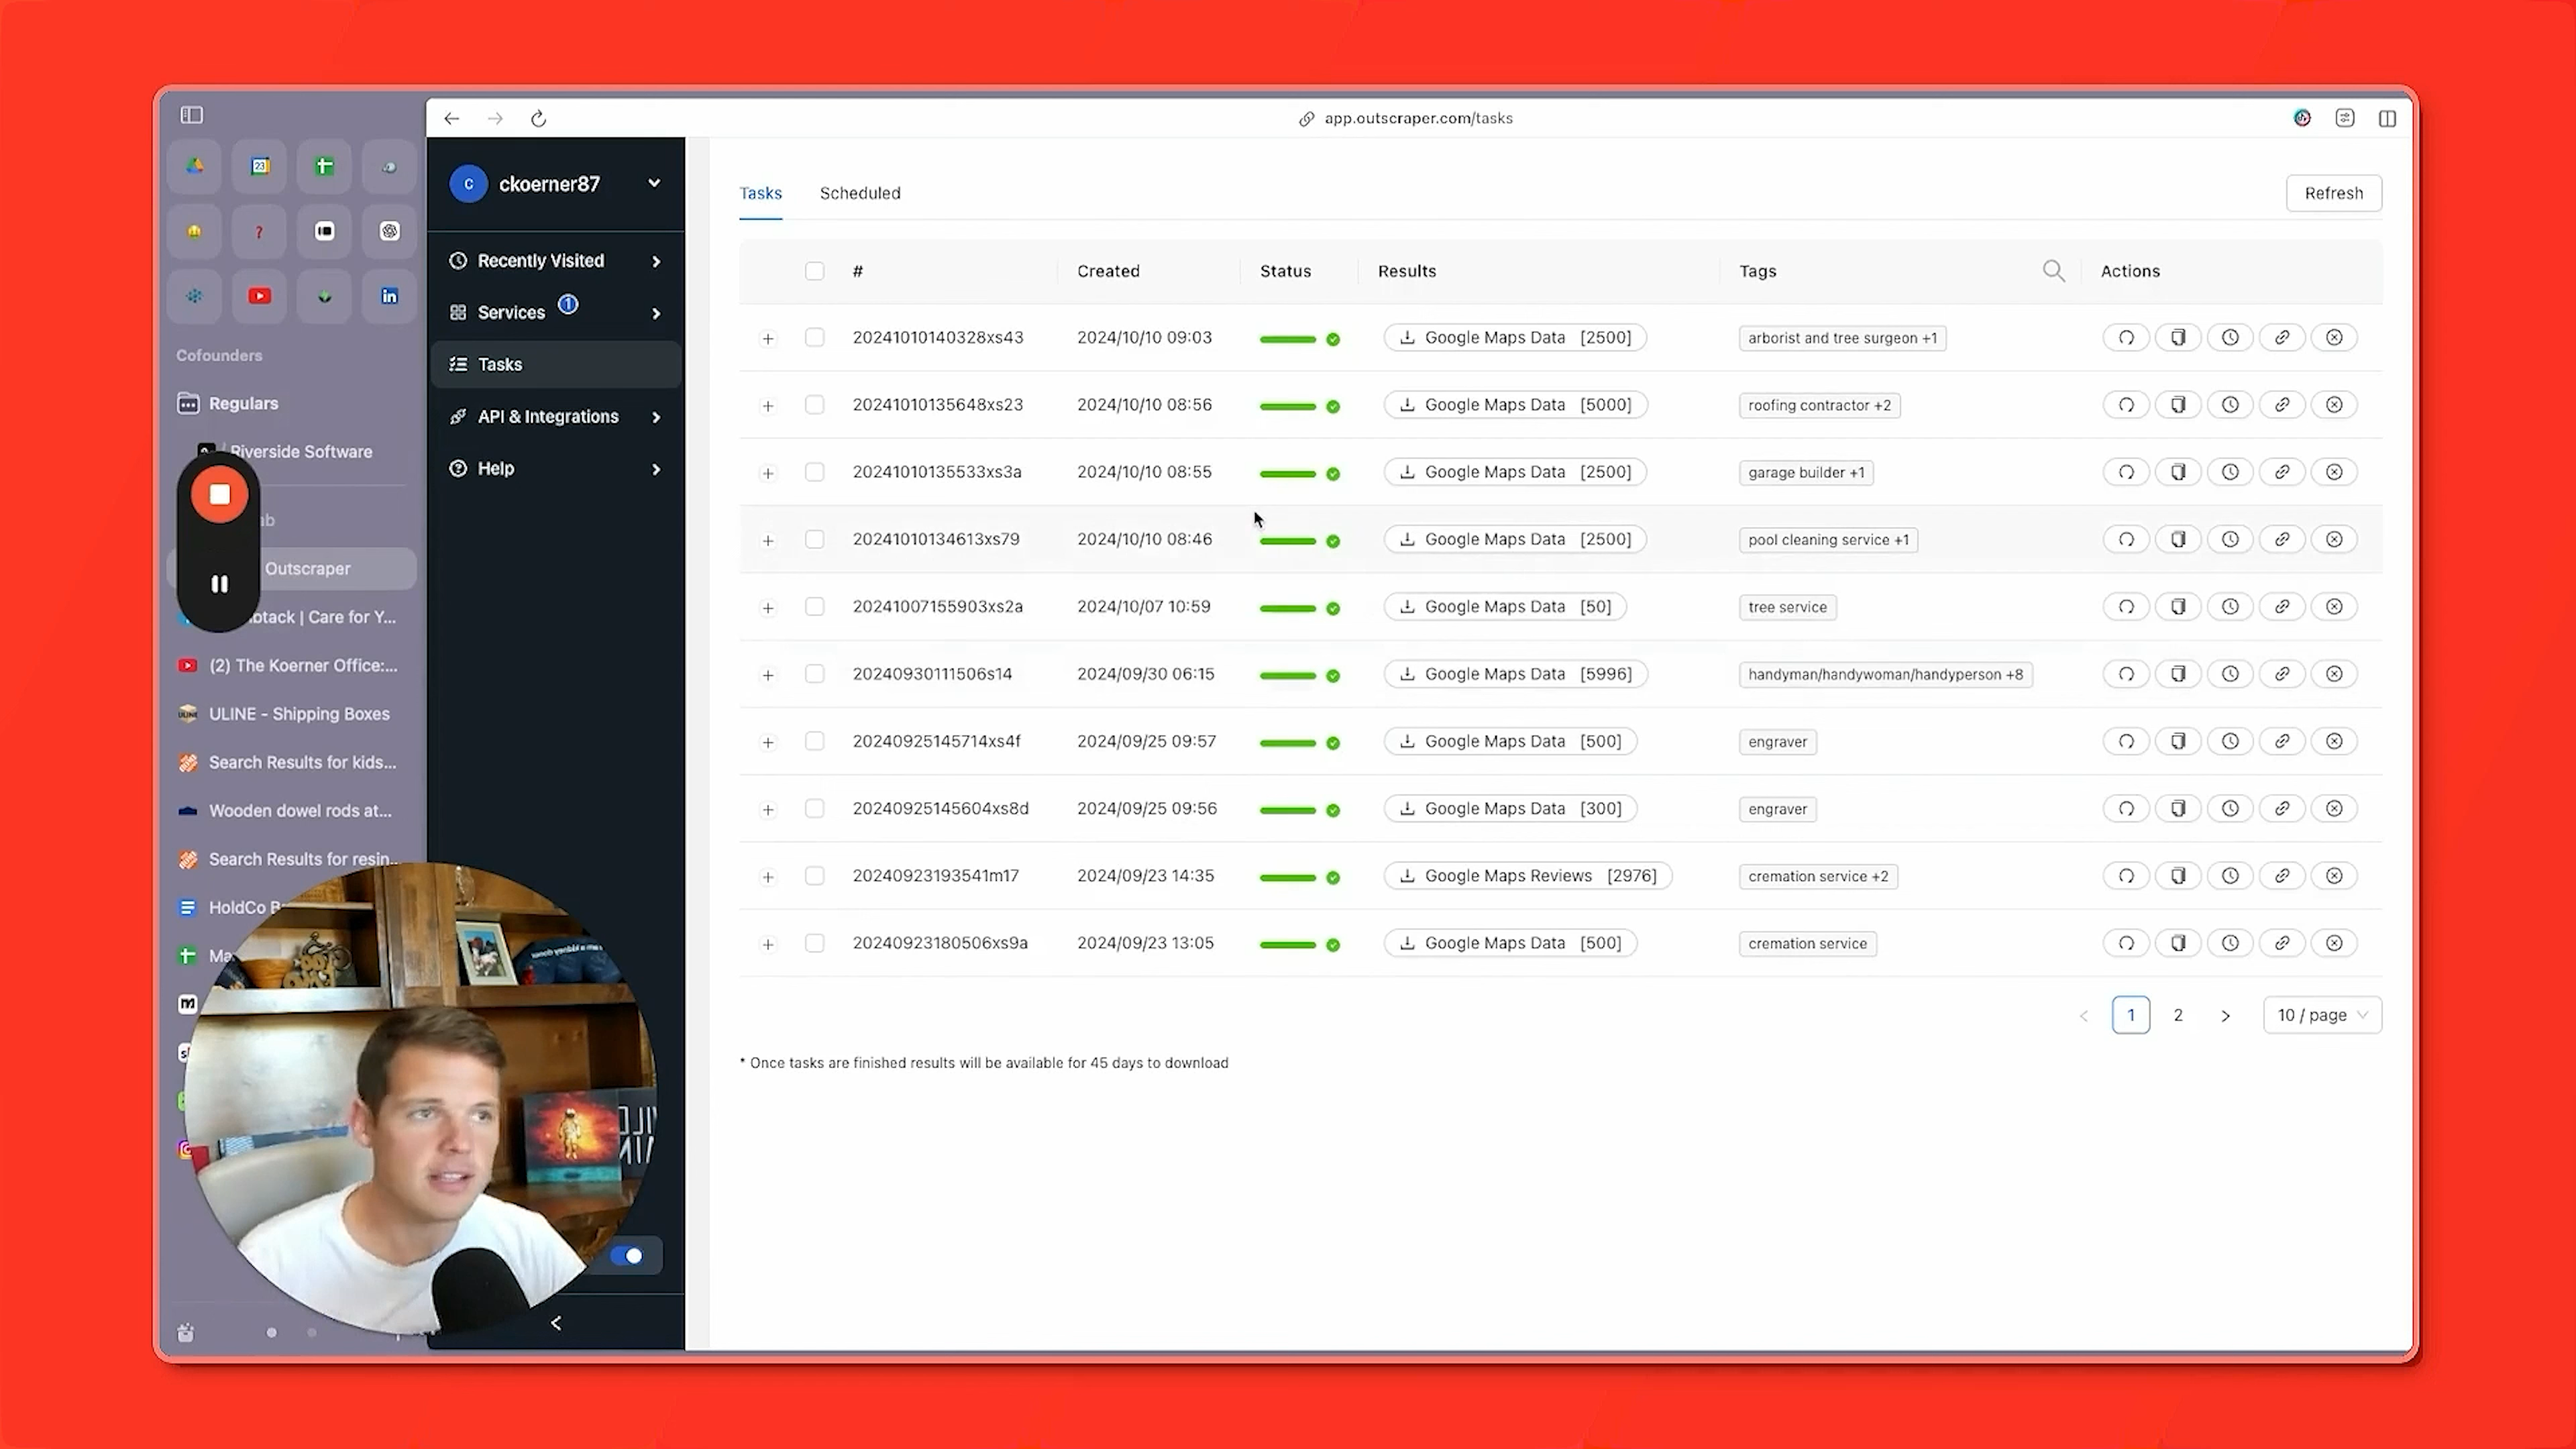 app.outscraper.com/tasks
23
?
in
Cofounders
Regulars
Riverside Software
Outscraper
| Care for Y...
(2) The Koerner Office:...
ULINE - Shipping Boxes
Search Results for kids...
Wooden dowel rods at...
Search Results for resin...
HoldCo
C ckoerner87
Recently Visited
Services 1
Tasks
API & Integrations
Help
Tasks Scheduled Refresh
# Created Status Results Tags Actions
20241010140328xs43 2024/10/10 09:03 Google Maps Data [2500] arborist and tree surgeon +1
20241010135648xs23 2024/10/10 08:56 Google Maps Data [5000] roofing contractor +2
20241010135533xs3a 2024/10/10 08:55 Google Maps Data [2500] garage builder +1
20241010134613xs79 2024/10/10 08:46 Google Maps Data [2500] pool cleaning service +1
20241007155903xs2a 2024/10/07 10:59 Google Maps Data [50] tree service
20240930111506s14 2024/09/30 06:15 Google Maps Data [5996] handyman/handywoman/handyperson +8
20240925145714xs4f 2024/09/25 09:57 Google Maps Data [500] engraver
20240925145604xs8d 2024/09/25 09:56 Google Maps Data [300] engraver
20240923193541m17 2024/09/23 14:35 Google Maps Reviews [2976] cremation service +2
20240923180506xs9a 2024/09/23 13:05 Google Maps Data [500] cremation service
1 2 10 / page
* Once tasks are finished results will be available for 45 days to download